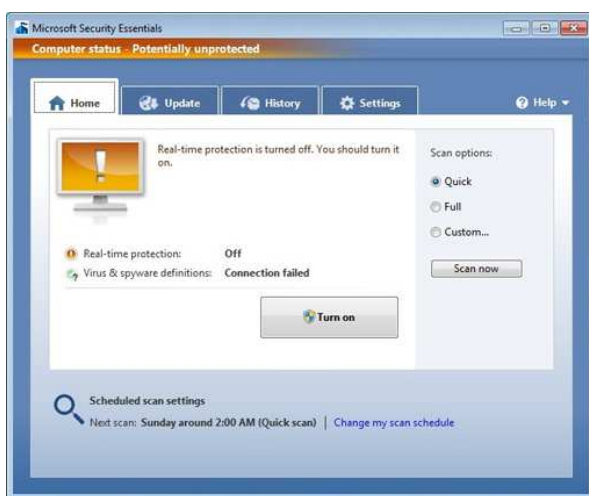 Microsoft Security Essentials
Computer status - Potentially unprotected
Home
Update
History
Settings
Help
Real-time protection is turned off. You should turn it
on.
Real-time protection: Off
Virus & spyware definitions: Connection failed
Turn on
Scan options:
Quick
Full
Custom...
Scan now
Scheduled scan settings
Next scan: Sunday around 2:00 AM (Quick scan) | Change my scan schedule